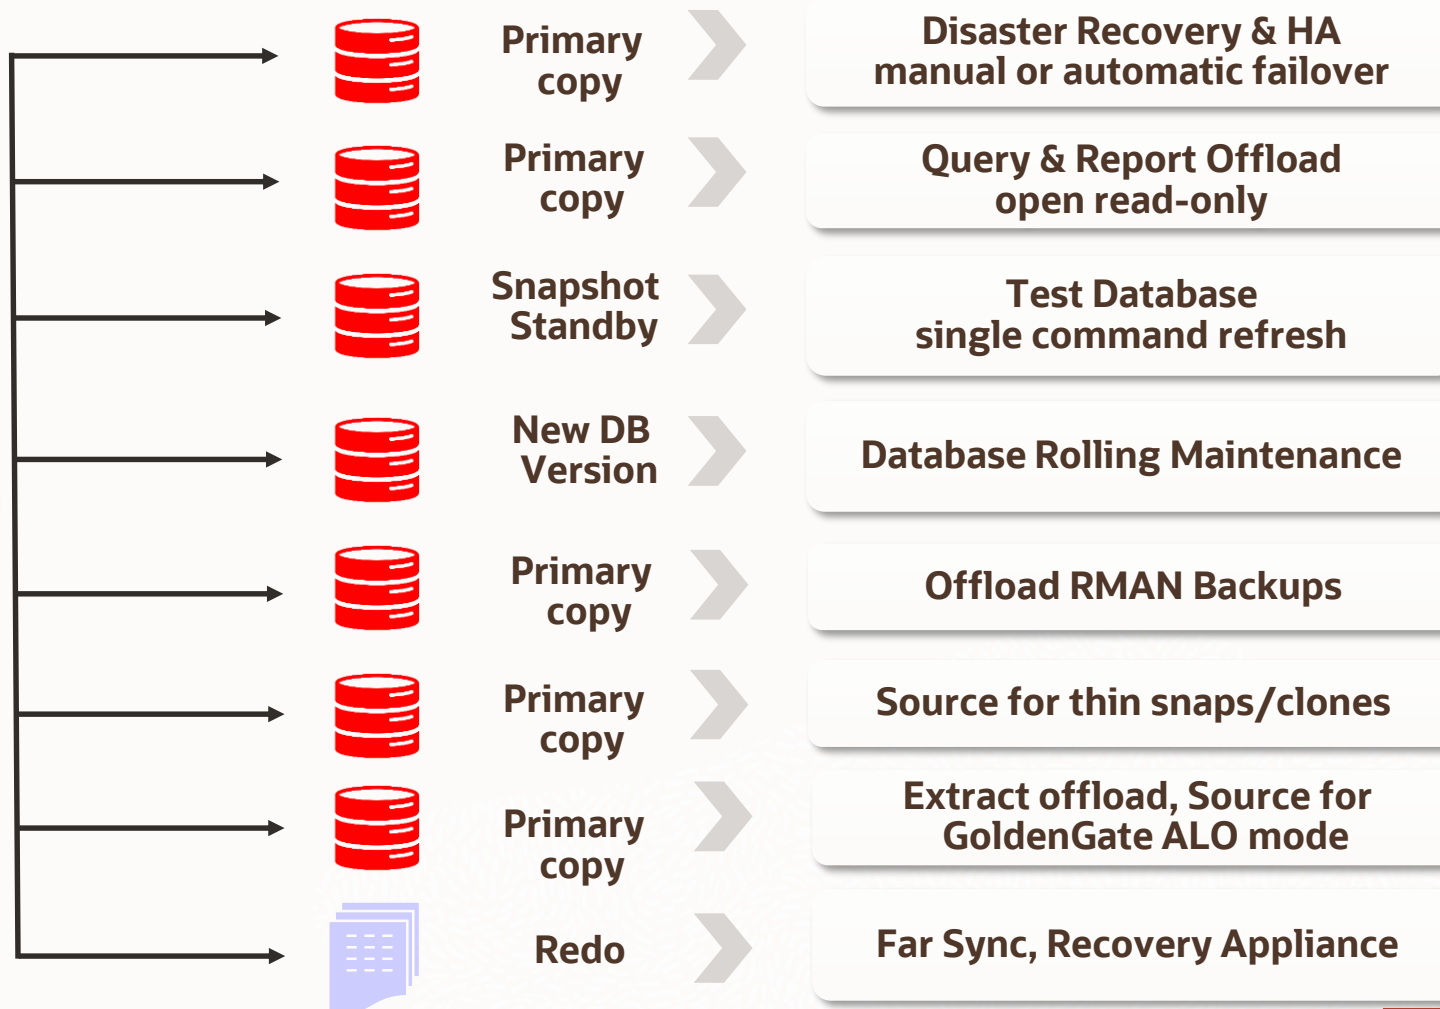 Primary
copy
Disaster Recovery & HA
manual or automatic failover
Primary
copy
Query & Report Offload
open read-only
Snapshot
Standby
Test Database
single command refresh
New DB
Version
Database Rolling Maintenance
Primary
copy
Offload RMAN Backups
Primary
copy
Source for thin snaps/clones
Primary
copy
Extract offload, Source for
GoldenGate ALO mode
Redo
Far Sync, Recovery Appliance